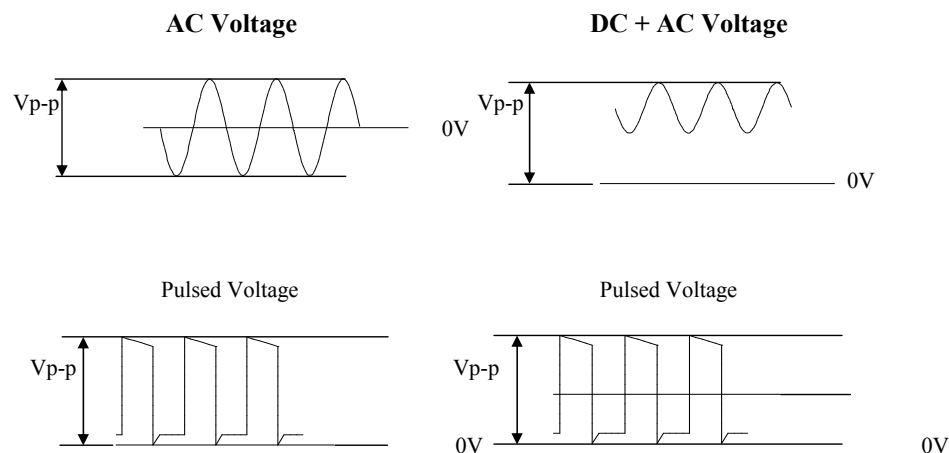 AC Voltage
DC + AC Voltage
Vp-p
0V
Vp-p
0V
Pulsed Voltage
Pulsed Voltage
Vp-p
0V
Vp-p
0V